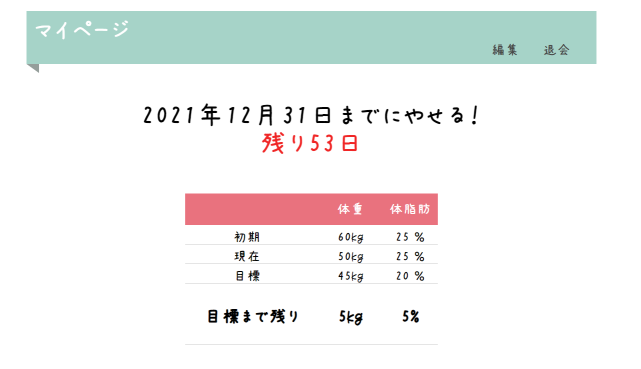 マイページ
編集 退会
2021年12月31日までにやせる!
残り53日
体重 体脂肪
初期 60kg 25 %
現在 50kg 25 %
目標 45kg 20 %
目標まで残り 5kg 5%